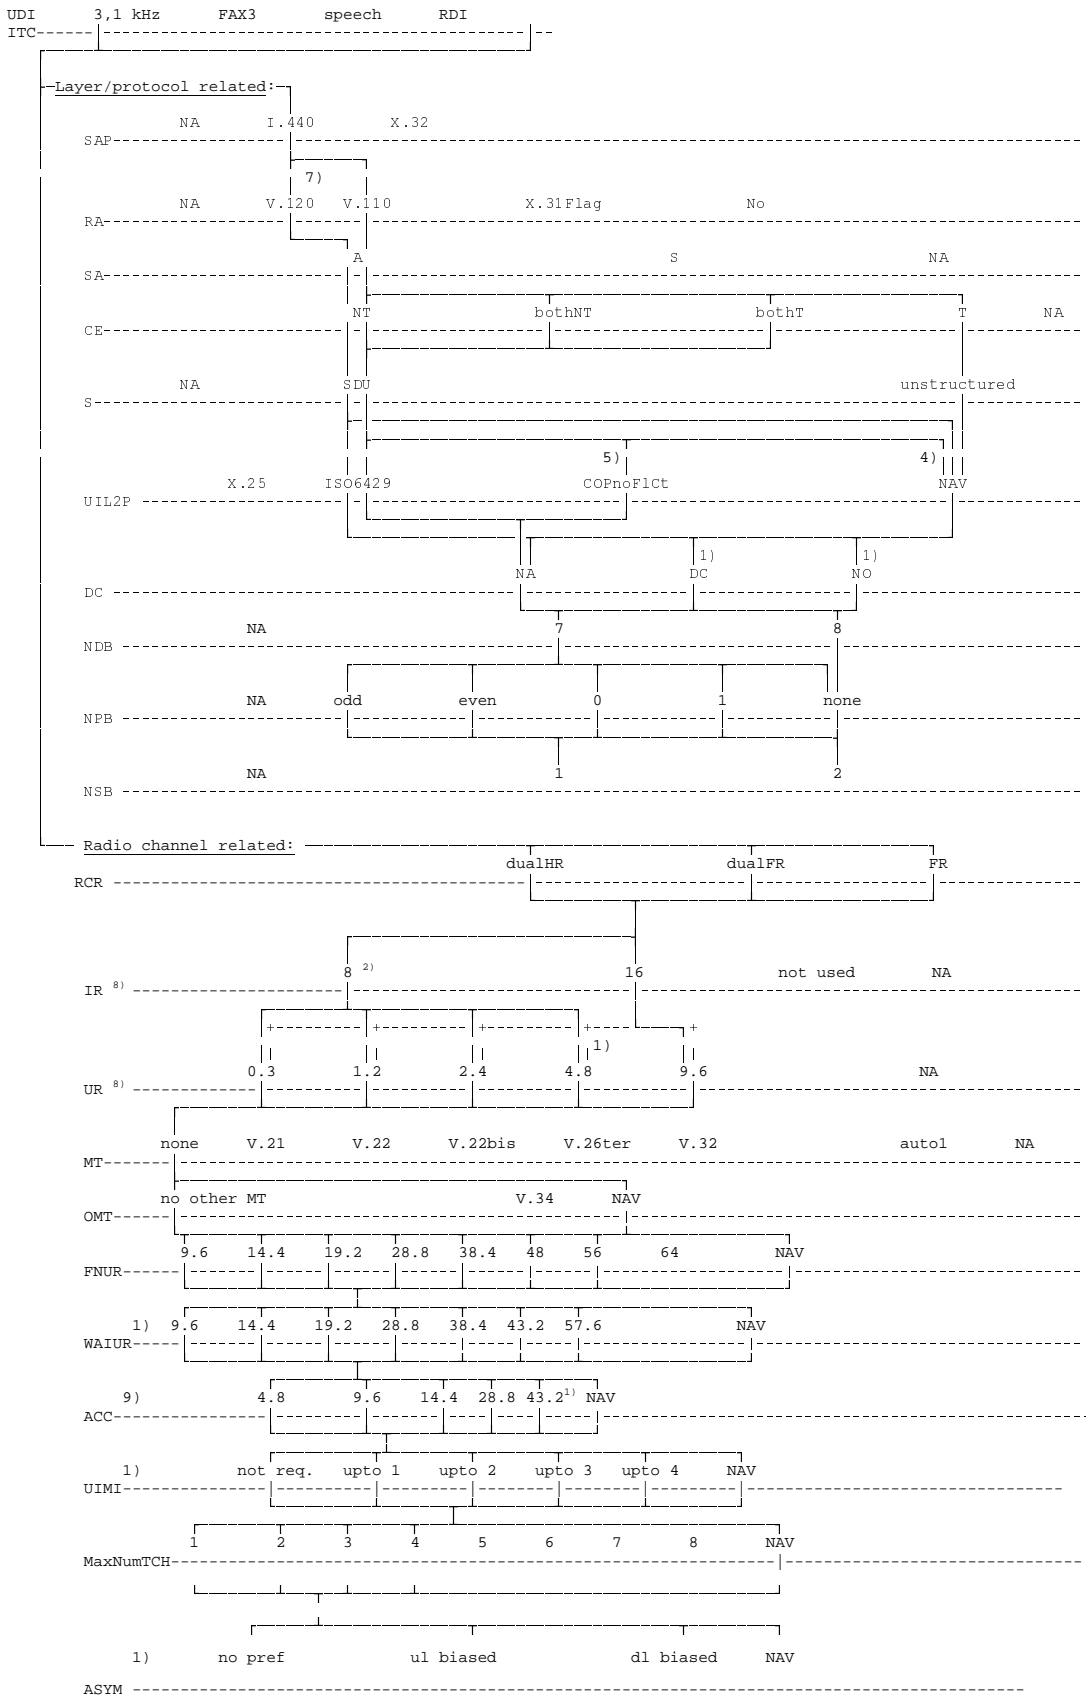 UDI 3,1 kHz FAX3 speech RDI
ITC
Layer/protocol related:
NA I.440 X.32
SAP
7)
NA V.120 V.110 X.31Flag No
RA
A S NA
SA
NT bothNT bothT T NA
CE
NA SDU unstructured
S
5) 4)
X.25 ISO6429 COPnoFlCt NAV
UIL2P
1) 1)
NA DC NO
DC
NA 7 8
NDB
NA odd even 0 1 none
NPB
NA 1 2
NSB
Radio channel related:
dualHR dualFR FR
RCR
8 2) 16 not used NA
IR 8)
1)
0.3 1.2 2.4 4.8 9.6 NA
UR 8)
none V.21 V.22 V.22bis V.26ter V.32 auto1 NA
MT
no other MT V.34 NAV
OMT
9.6 14.4 19.2 28.8 38.4 48 56 64 NAV
FNUR
1) 9.6 14.4 19.2 28.8 38.4 43.2 57.6 NAV
WAIUR
9) 4.8 9.6 14.4 28.8 43.2 1) NAV
ACC
1) not req. upto 1 upto 2 upto 3 upto 4 NAV
UIMI
1 2 3 4 5 6 7 8 NAV
MaxNumTCH
1) no pref ul biased dl biased NAV
ASYM